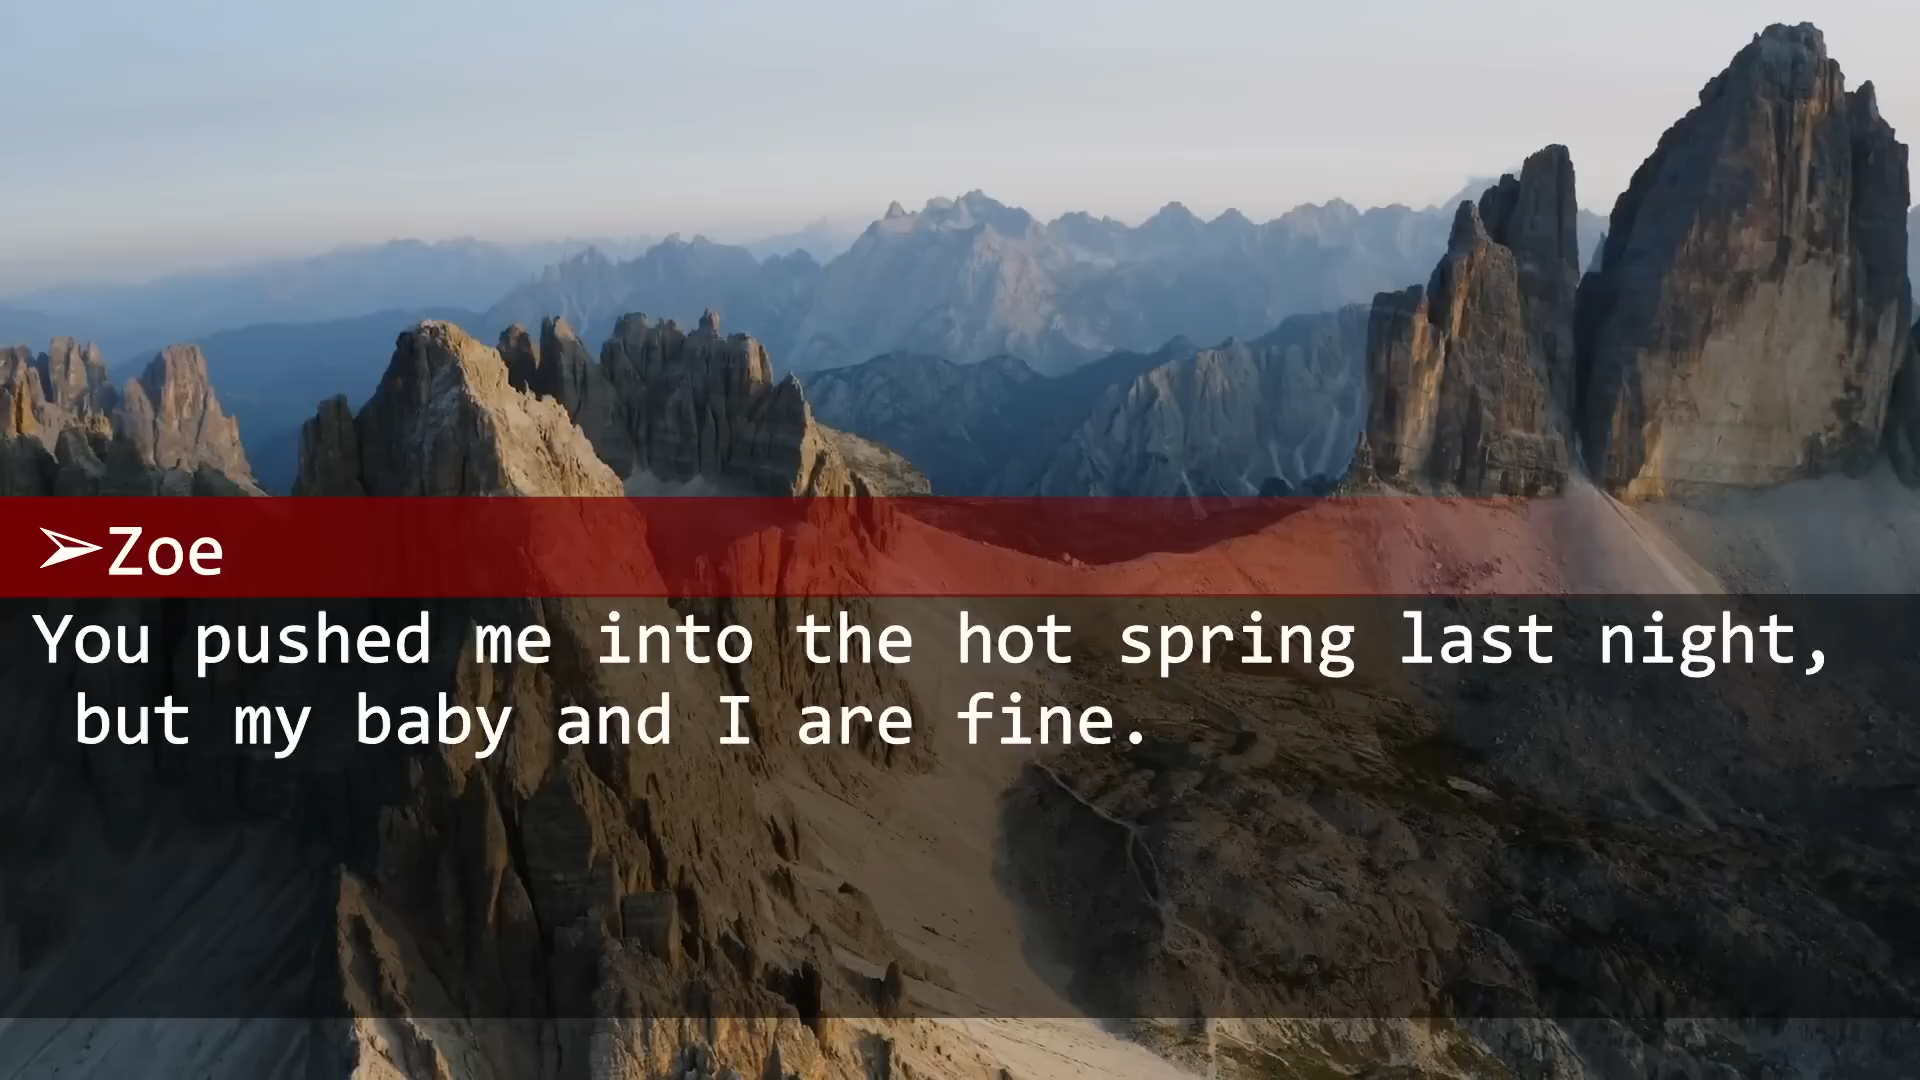 ➢Zoe
You pushed me into the hot spring last night,
but my baby and I are fine.